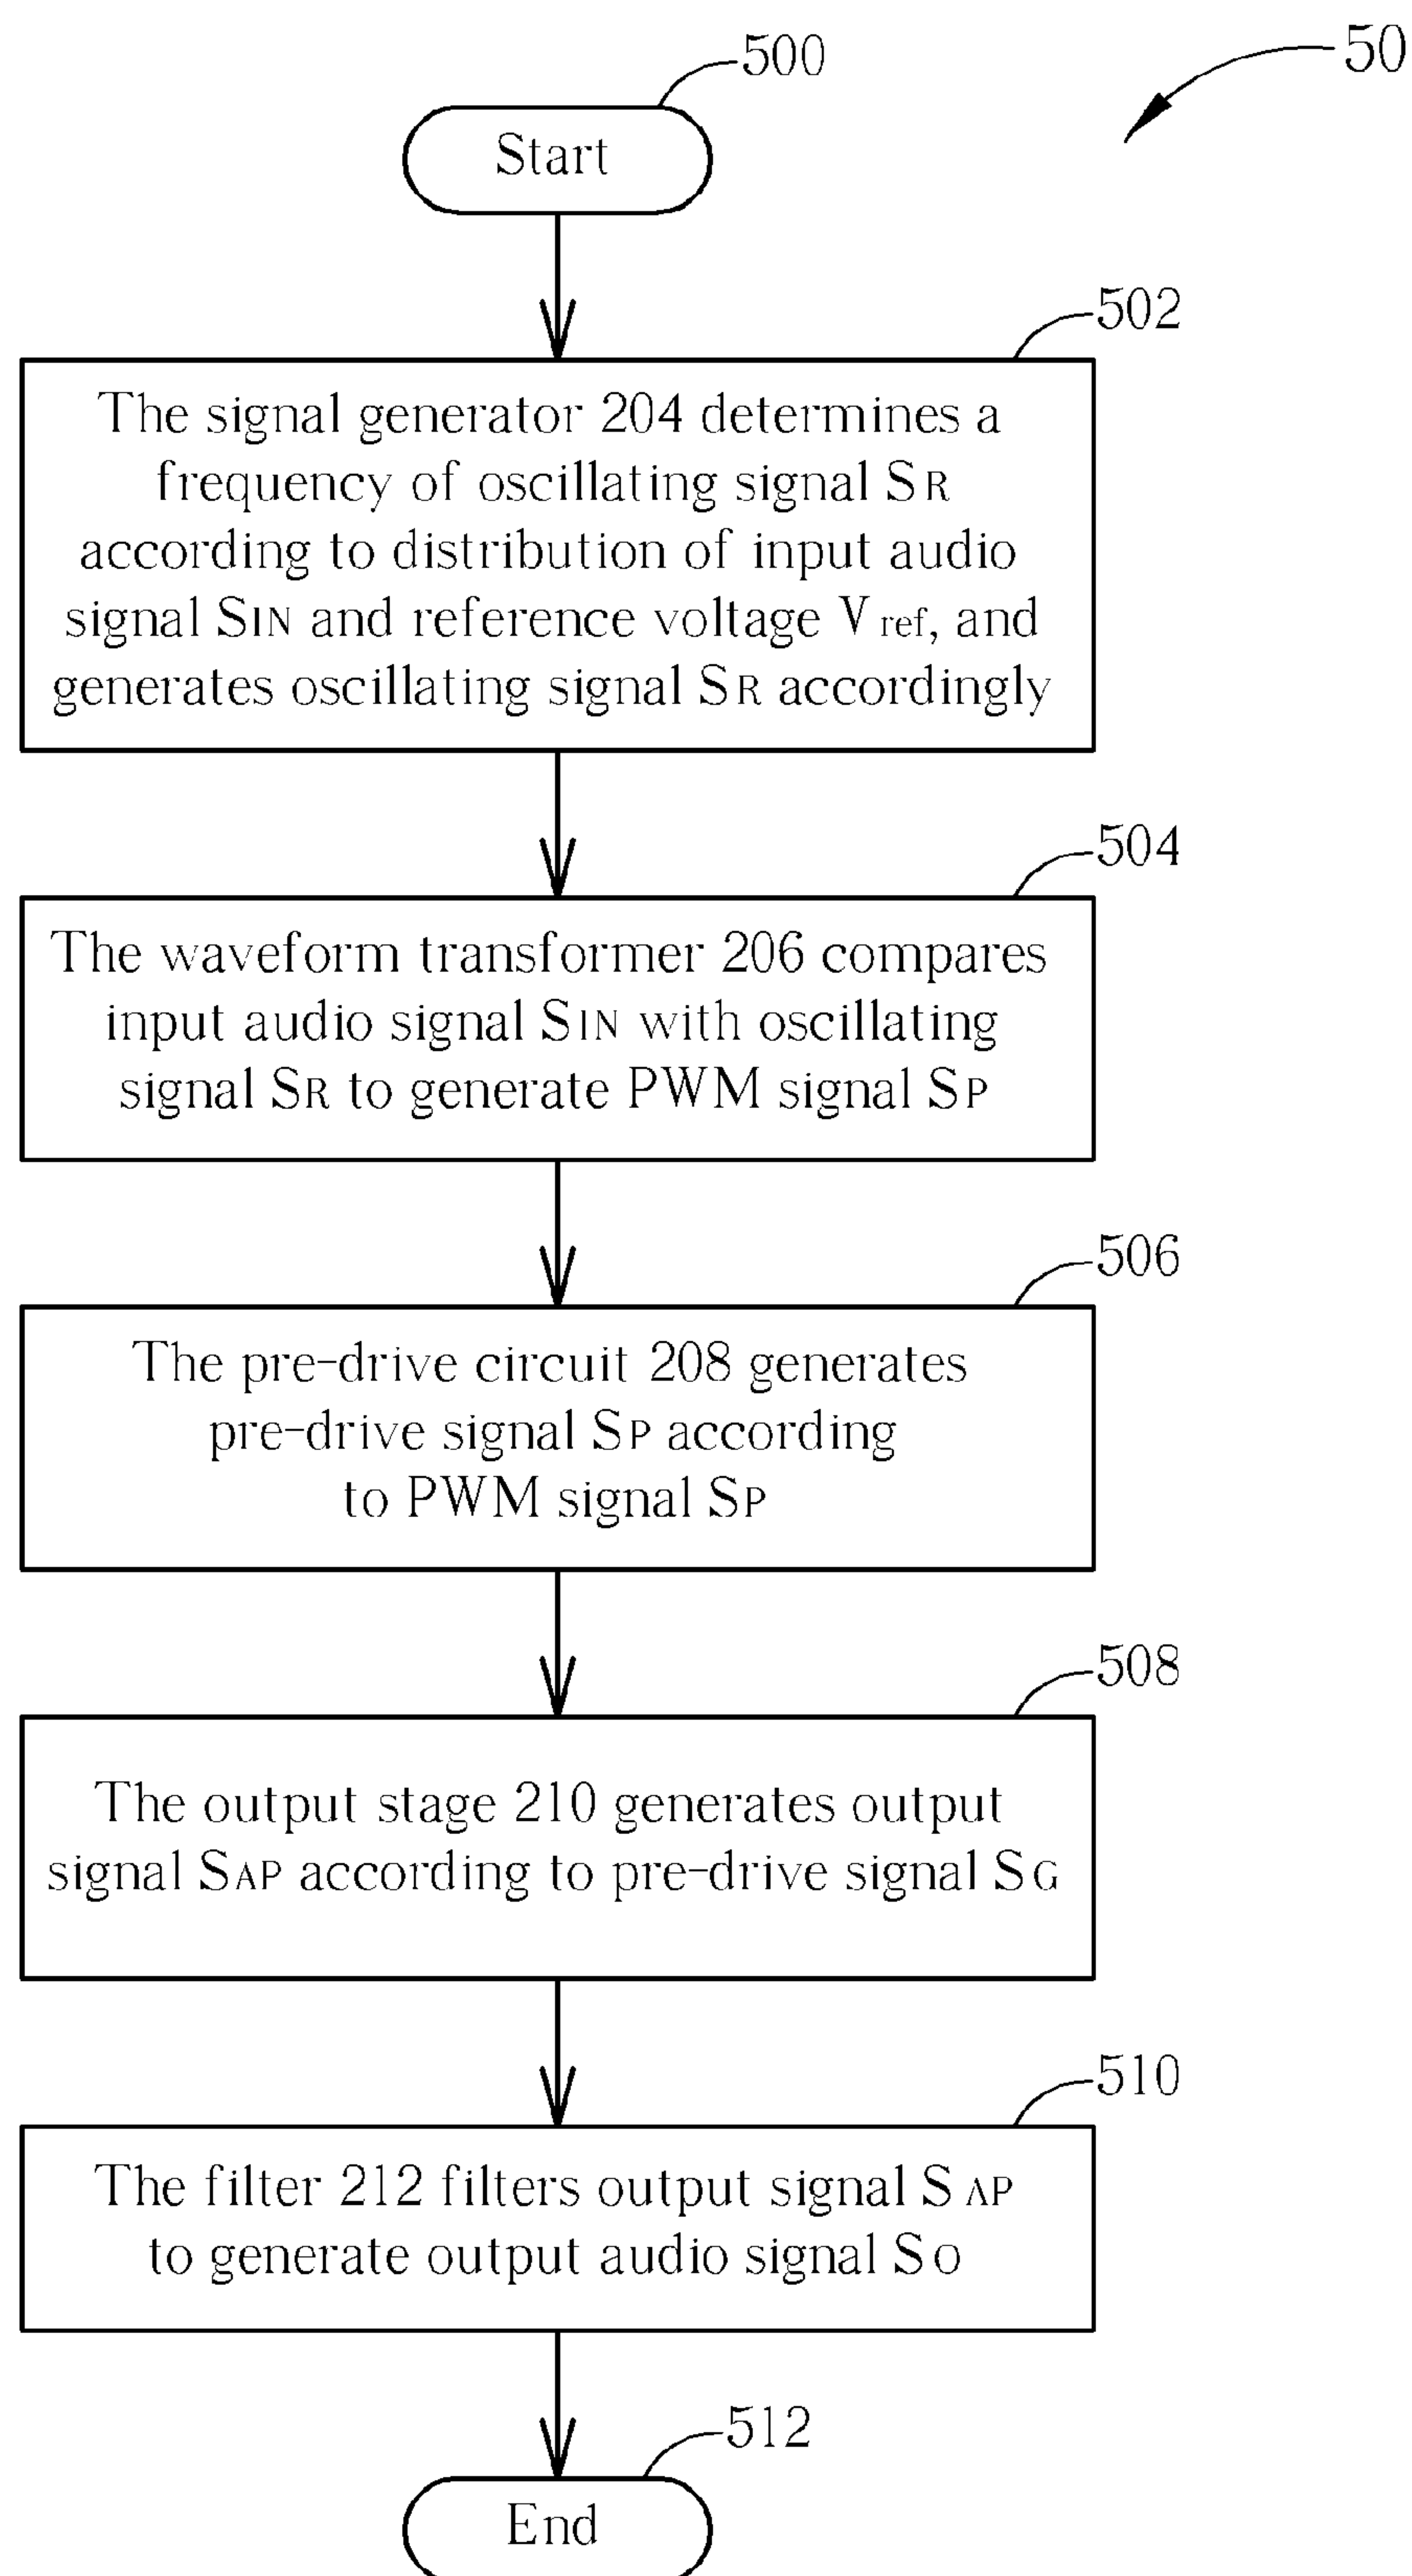 500
50
Start
502
The signal generator 204 determines a
frequency of oscillating signal SR
according to distribution of input audio
signal SIN and reference voltage Vref, and
generates oscillating signal SR accordingly
504
The waveform transformer 206 compares
input audio signal SIN with oscillating
signal SR to generate PWM signal SP
506
The pre-drive circuit 208 generates
pre-drive signal SP according
to PWM signal SP
508
The output stage 210 generates output
signal SAP according to pre-drive signal SG
510
The filter 212 filters output signal SAP
to generate output audio signal SO
512
End